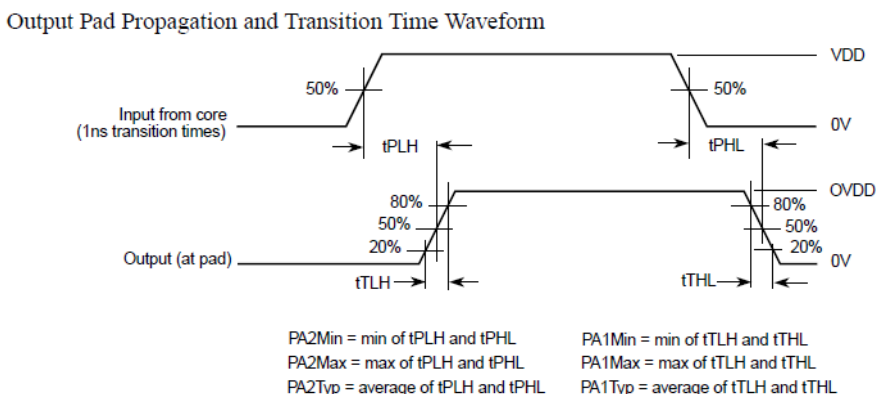 Output Pad Propagation and Transition Time Waveform
VDD
50%
50%
Input from core
(1ns transition times)
0V
tPLH
tPHL
OVDD
80%
80%
50%
50%
20%
20%
Output (at pad)
0V
tTLH
tTHL
PA2Min = min of tPLH and tPHL
PA1Min = min of tTLH and tTHL
PA2Max = max of tPLH and tPHL
PA1Max = max of tTLH and tTHL
PA2Typ = average of tPLH and tPHL
PA1Typ = average of tTLH and tTHL